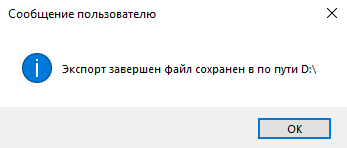 Сообщение пользователю
Экспорт завершен файл сохранен в по пути D:\
OK